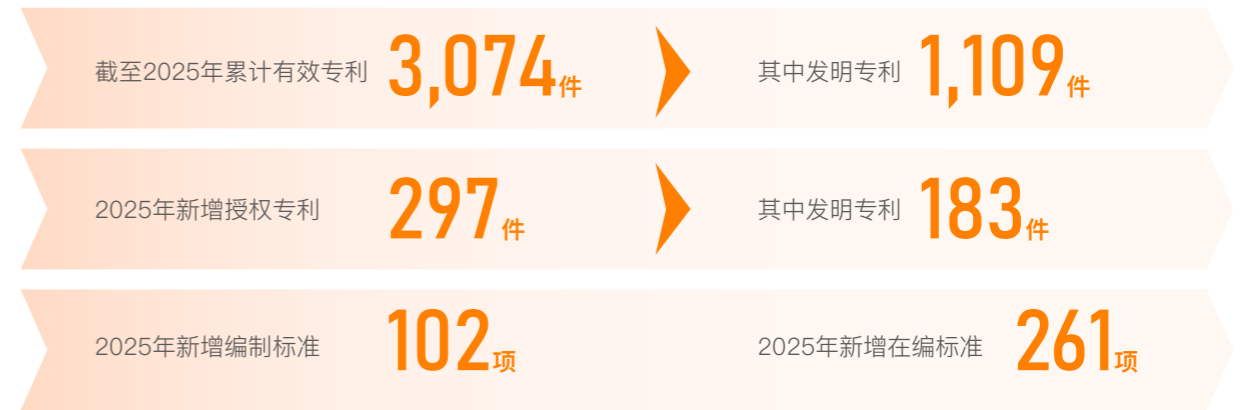 截至2025年累计有效专利 3,074件 其中发明专利 1,109件
2025年新增授权专利 297件 其中发明专利 183件
2025年新增编制标准 102项 2025年新增在编标准 261项